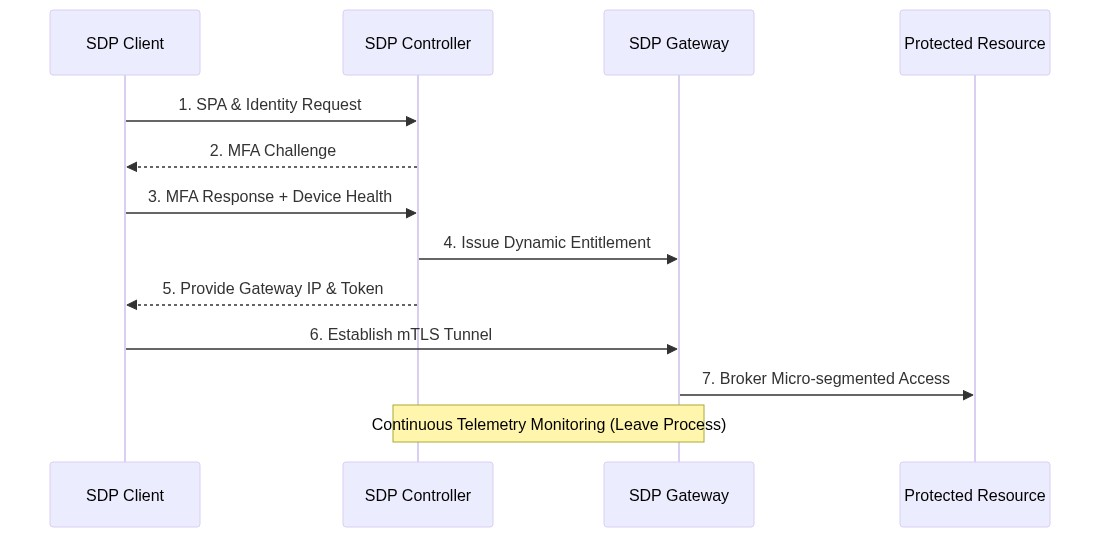 SDP Client
SDP Controller
SDP Gateway
Protected Resource
1. SPA & Identity Request
2. MFA Challenge
3. MFA Response + Device Health
4. Issue Dynamic Entitlement
5. Provide Gateway IP & Token
6. Establish mTLS Tunnel
7. Broker Micro-segmented Access
Continuous Telemetry Monitoring (Leave Process)
SDP Client
SDP Controller
SDP Gateway
Protected Resource